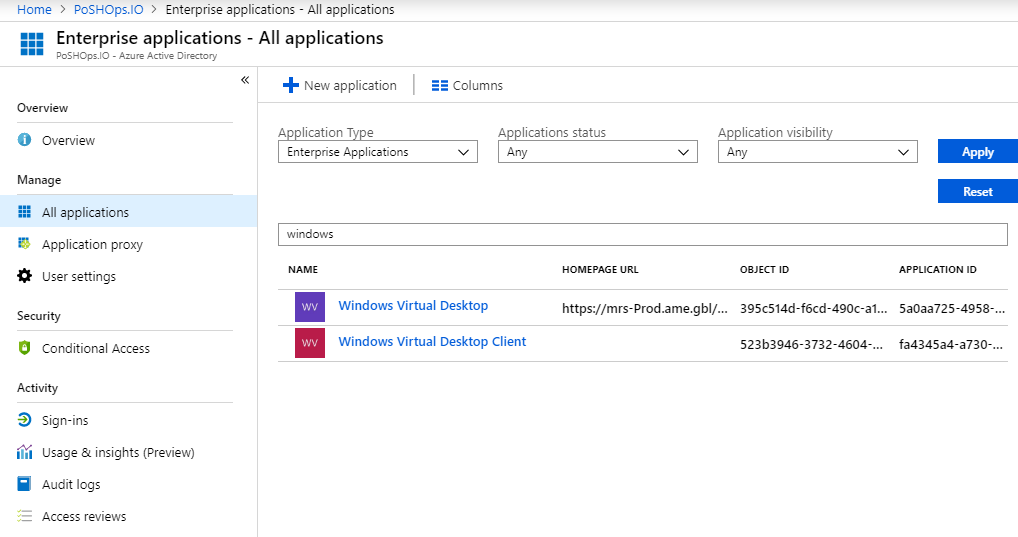 Home > PoSHOps.IO > Enterprise applications - All applications
Enterprise applications - All applications
PoSHOps.IO - Azure Active Directory
«
Overview
Overview
Manage
All applications
Application proxy
User settings
Security
Conditional Access
Activity
Sign-ins
Usage & insights (Preview)
Audit logs
Access reviews
New application
Columns
Application Type
Applications status
Application visibility
Enterprise Applications
Any
Any
Apply
Reset
windows
NAME HOMEPAGE URL OBJECT ID APPLICATION ID
WV Windows Virtual Desktop https://mrs-Prod.ame.gbl/... 395c514d-f6cd-490c-a1... 5a0aa725-4958-...
WV Windows Virtual Desktop Client 523b3946-3732-4604-... fa4345a4-a730-...